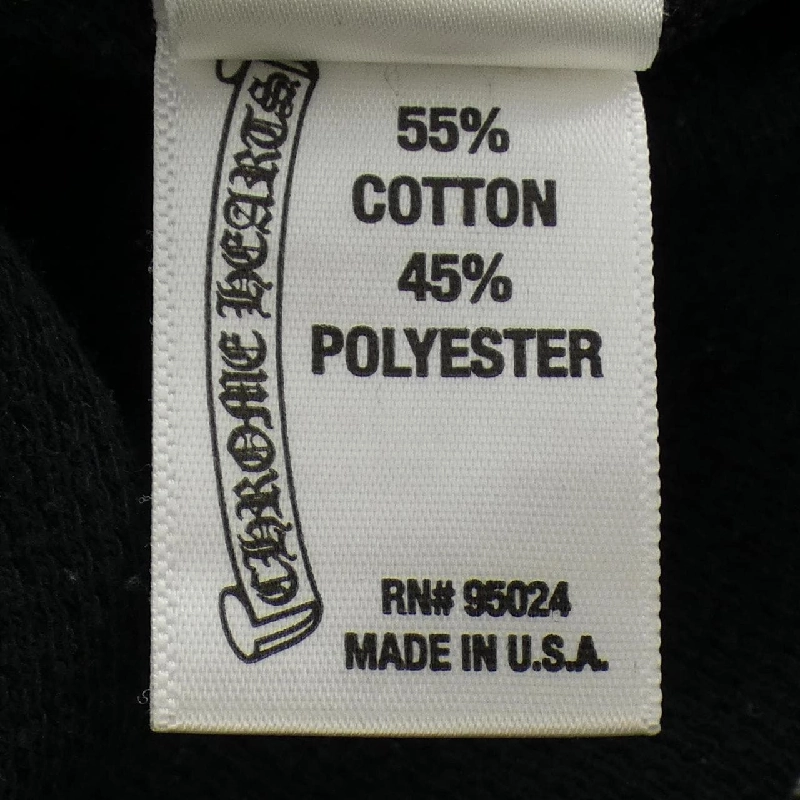 CHROME HEARTS
55%
COTTON
45%
POLYESTER
RN# 95024
MADE IN U.S.A.